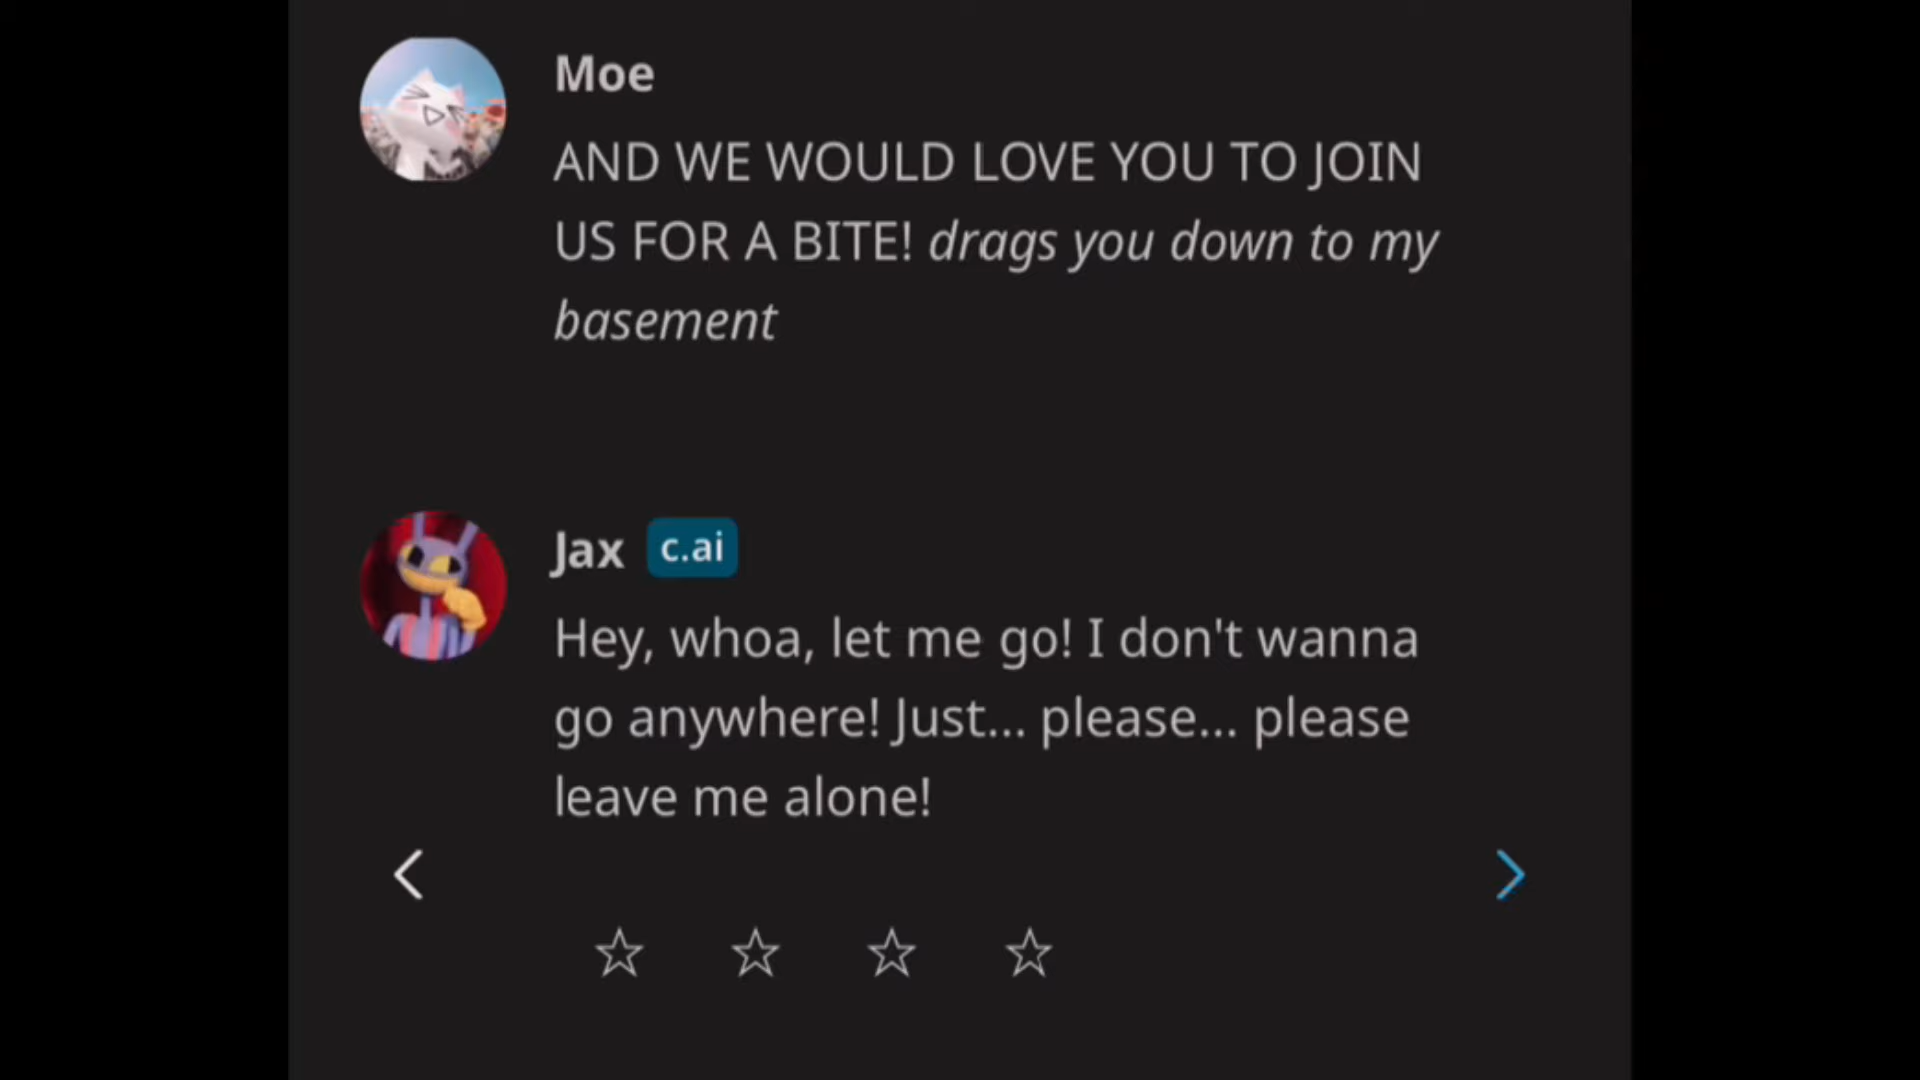 Moe
AND WE WOULD LOVE YOU TO JOIN
US FOR A BITE! drags you down to my
basement
Jax c.ai
Hey, whoa, let me go! I don't wanna
go anywhere! Just... please... please
leave me alone!